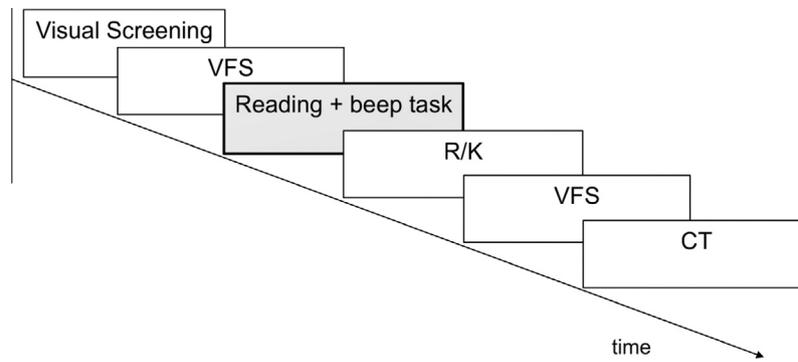 Visual Screening
VFS
Reading + beep task
R/K
VFS
CT
time